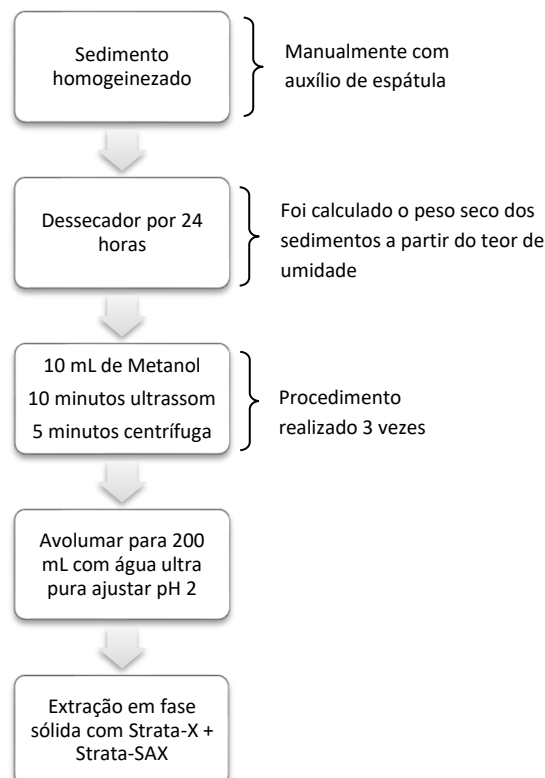 Sedimento
homogeinezado
Manualmente com
auxílio de espátula
Dessecador por 24
horas
Foi calculado o peso seco dos
sedimentos a partir do teor de
umidade
10 mL de Metanol
10 minutos ultrassom
5 minutos centrífuga
Procedimento
realizado 3 vezes
Avolumar para 200
mL com água ultra
pura ajustar pH 2
Extração em fase
sólida com Strata-X +
Strata-SAX